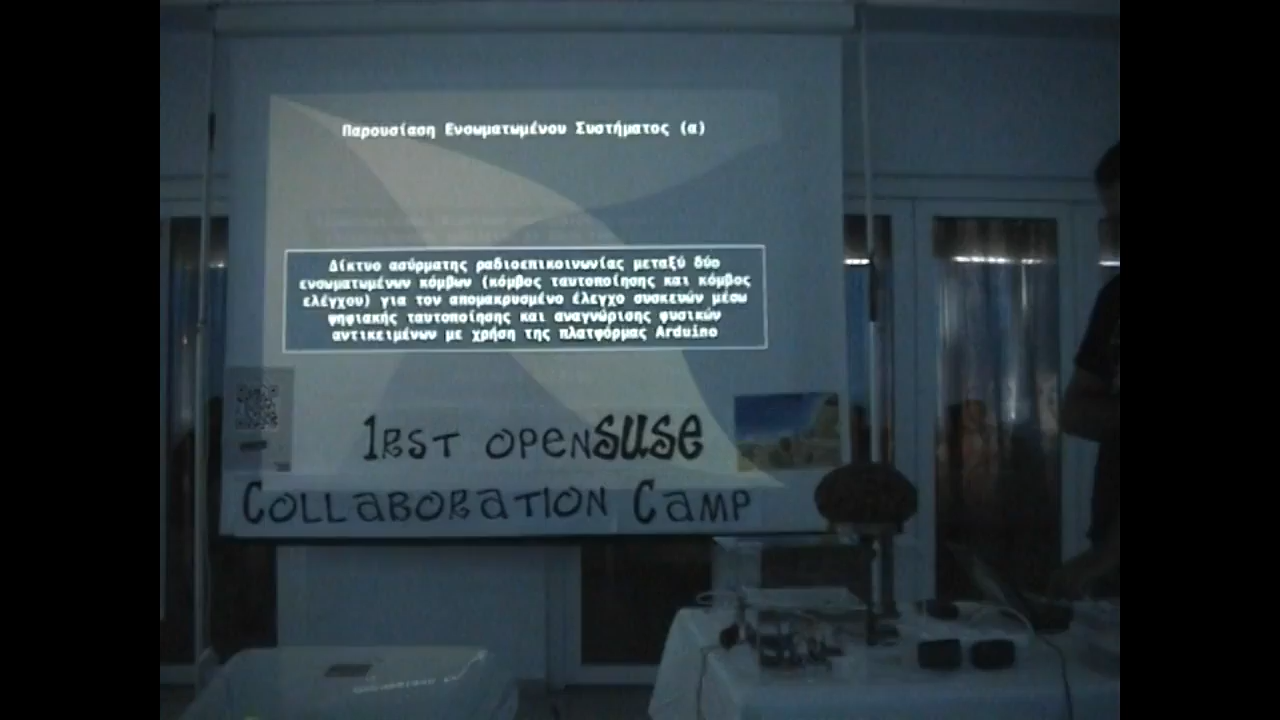 Παρουσίαση Ενσωματωμένου Συστήματος (α)
Δίκτυο ασύρματης ραδιοεπικοινωνίας μεταξύ δύο
ενσωματωμένων κόμβων (κόμβος ταυτοποίησης και κόμβος
ελέγχου) για τον απομακρυσμένο έλεγχο συσκευών μέσω
ψηφιακής ταυτοποίησης και αναγνώρισης φυσικών
αντικειμένων με χρήση της πλατφόρμας Arduino
1RST OPENSUSE
COLLABORATION CAMP